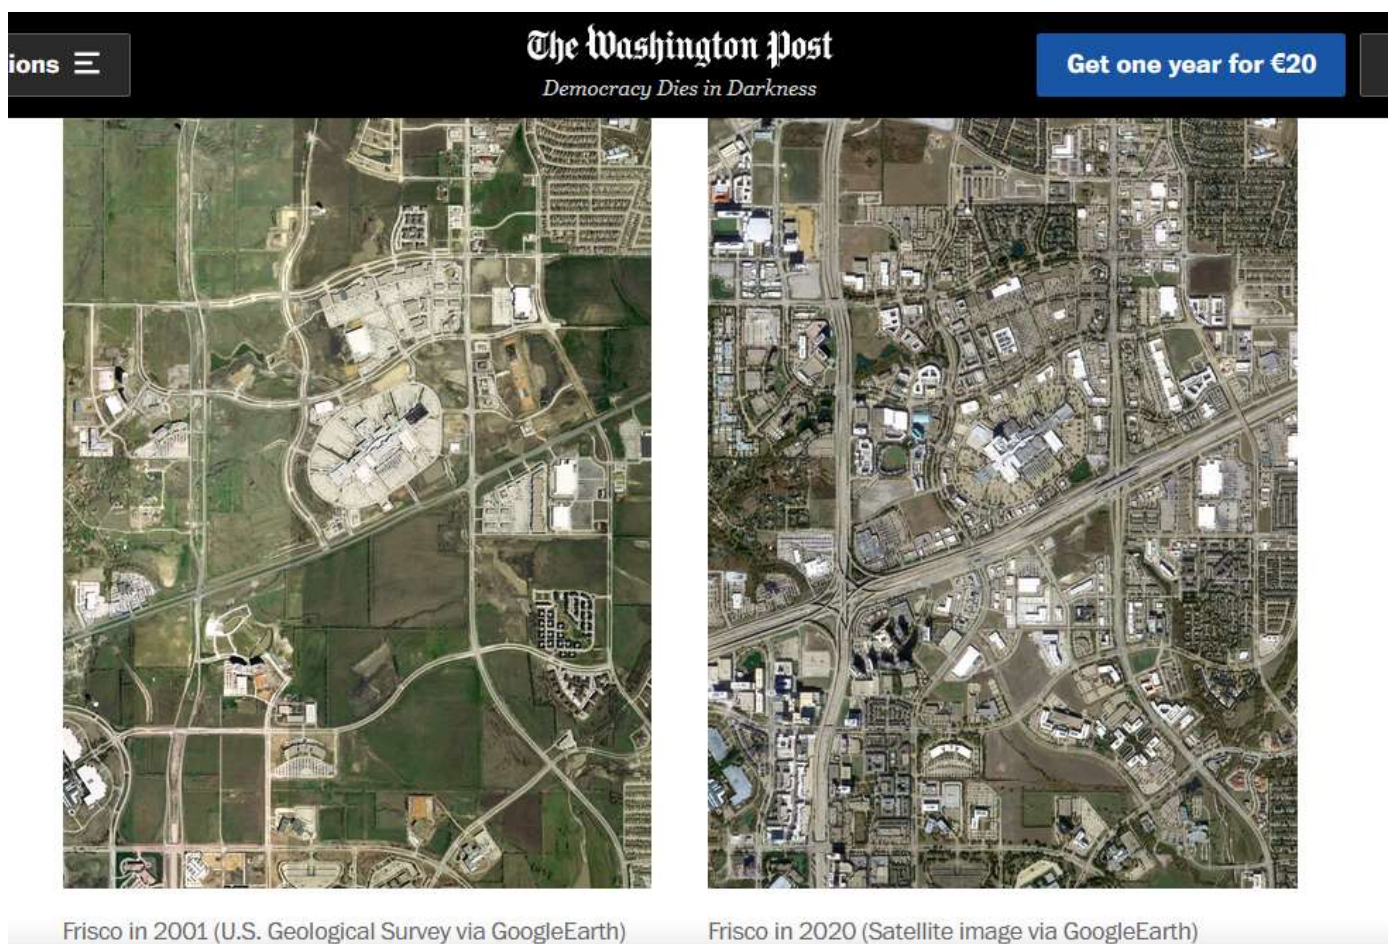 ions
The Washington Post
Democracy Dies in Darkness
Get one year for €20
Frisco in 2001 (U.S. Geological Survey via GoogleEarth)
Frisco in 2020 (Satellite image via GoogleEarth)